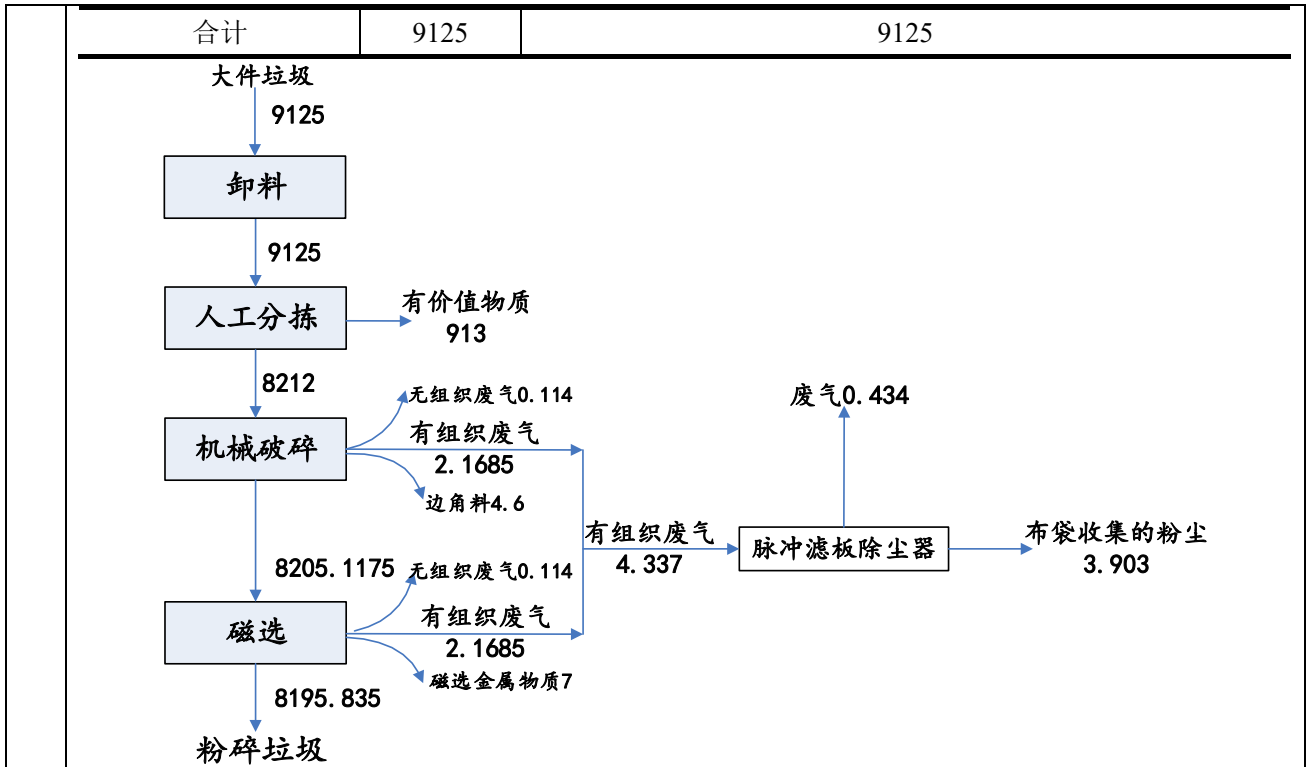 合计 9125 9125
大件垃圾
9125
卸料
9125
人工分拣
有价值物质
913
8212
无组织废气0.114
废气0.434
机械破碎
有组织废气
2.1685
边角料4.6
有组织废气
4.337
脉冲滤板除尘器
布袋收集的粉尘
3.903
8205.1175
无组织废气0.114
磁选
有组织废气
2.1685
磁选金属物质7
8195.835
粉碎垃圾